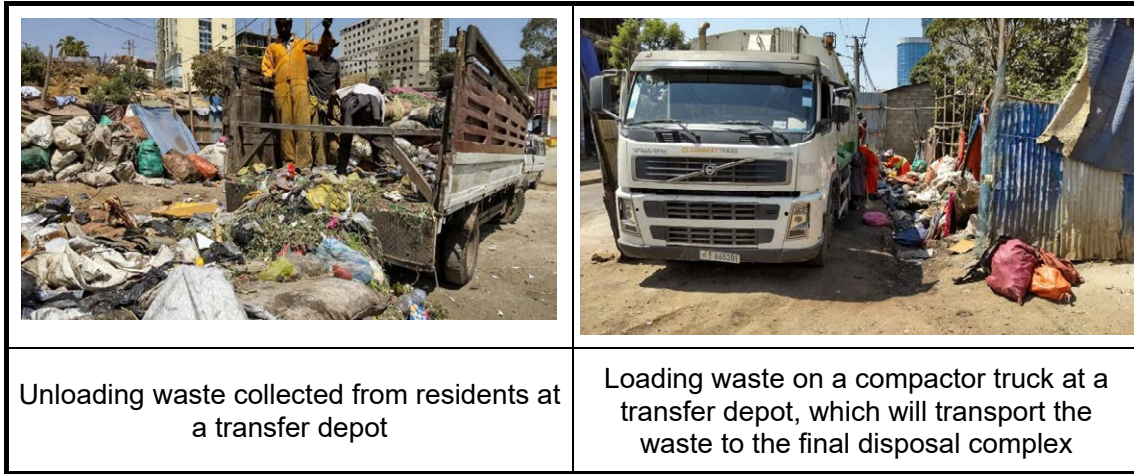 VOLVO
Unloading waste collected from residents at
a transfer depot
Loading waste on a compactor truck at a
transfer depot, which will transport the
waste to the final disposal complex